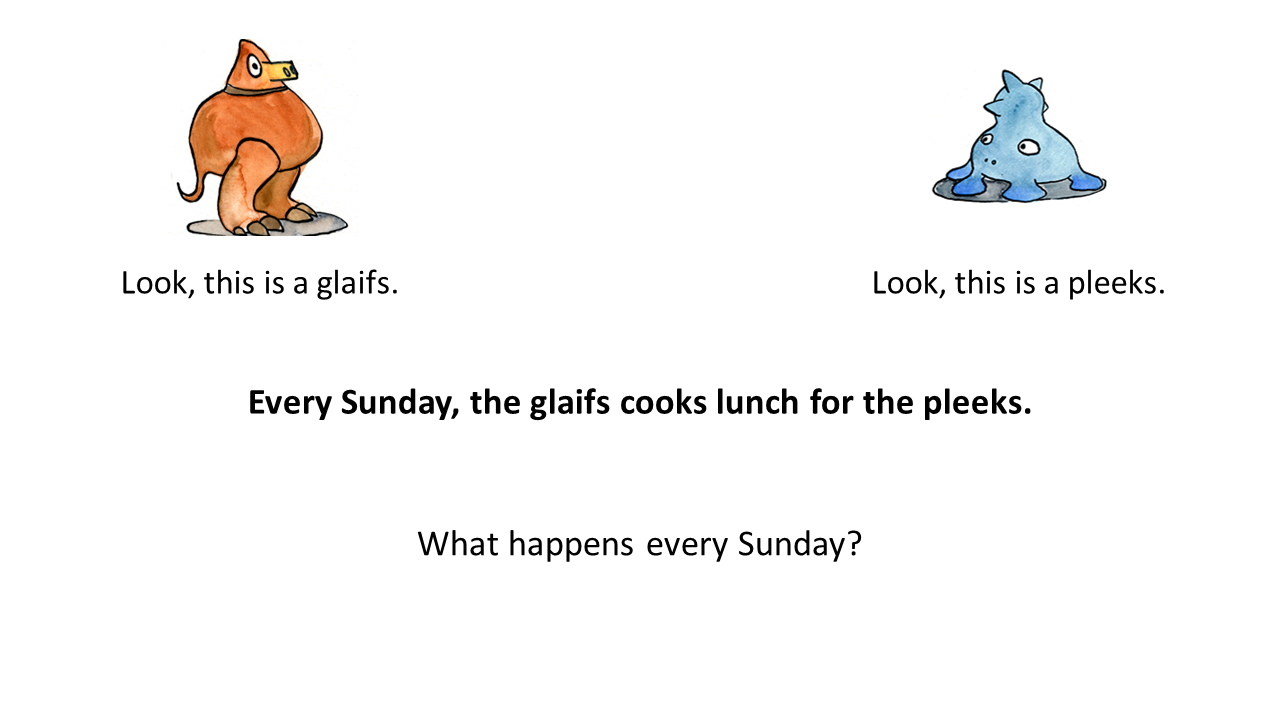 Look, this is a glaifs.
Look, this is a pleeks.
Every Sunday, the glaifs cooks lunch for the pleeks.
What happens every Sunday?